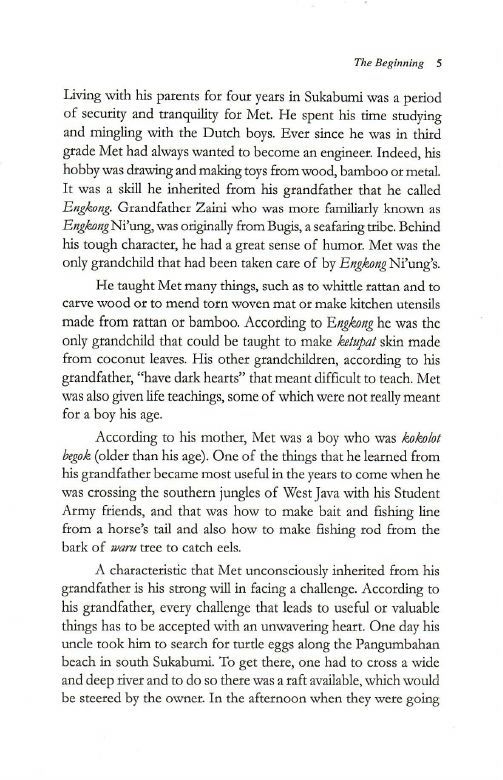 The Beginning 5
Living with his parents for four years in Sukabumi was a period
of security and tranquility for Met. He spent his time studying
and mingling with the Dutch boys. Ever since he was in third
grade Met had always wanted to become an engineer. Indeed, his
hobby was drawing and making toys from wood, bamboo or metal.
It was a skill he inherited from his grandfather that he called
Engkong. Grandfather Zaini who was more familiarly known as
Engkong Ni'ung, was originally from Bugis, a seafaring tribe. Behind
his tough character, he had a great sense of humor. Met was the
only grandchild that had been taken care of by Engkong Ni'ung's.
He taught Met many things, such as to whittle rattan and to
carve wood or to mend torn woven mat or make kitchen utensils
made from rattan or bamboo. According to Engkong he was the
only grandchild that could be taught to make ketupat skin made
from coconut leaves. His other grandchildren, according to his
grandfather, "have dark hearts" that meant difficult to teach. Met
was also given life teachings, some of which were not really meant
for a boy his age.
According to his mother, Met was a boy who was kokolot
begok (older than his age). One of the things that he learned from
his grandfather became most useful in the years to come when he
was crossing the southern jungles of West Java with his Student
Army friends, and that was how to make bait and fishing line
from a horse's tail and also how to make fishing rod from the
bark of waru tree to catch eels.
A characteristic that Met unconsciously inherited from his
grandfather is his strong will in facing a challenge. According to
his grandfather, every challenge that leads to useful or valuable
things has to be accepted with an unwavering heart. One day his
uncle took him to search for turtle eggs along the Pangumbahan
beach in south Sukabumi. To get there, one had to cross a wide
and deep river and to do so there was a raft available, which would
be steered by the owner. In the afternoon when they were going